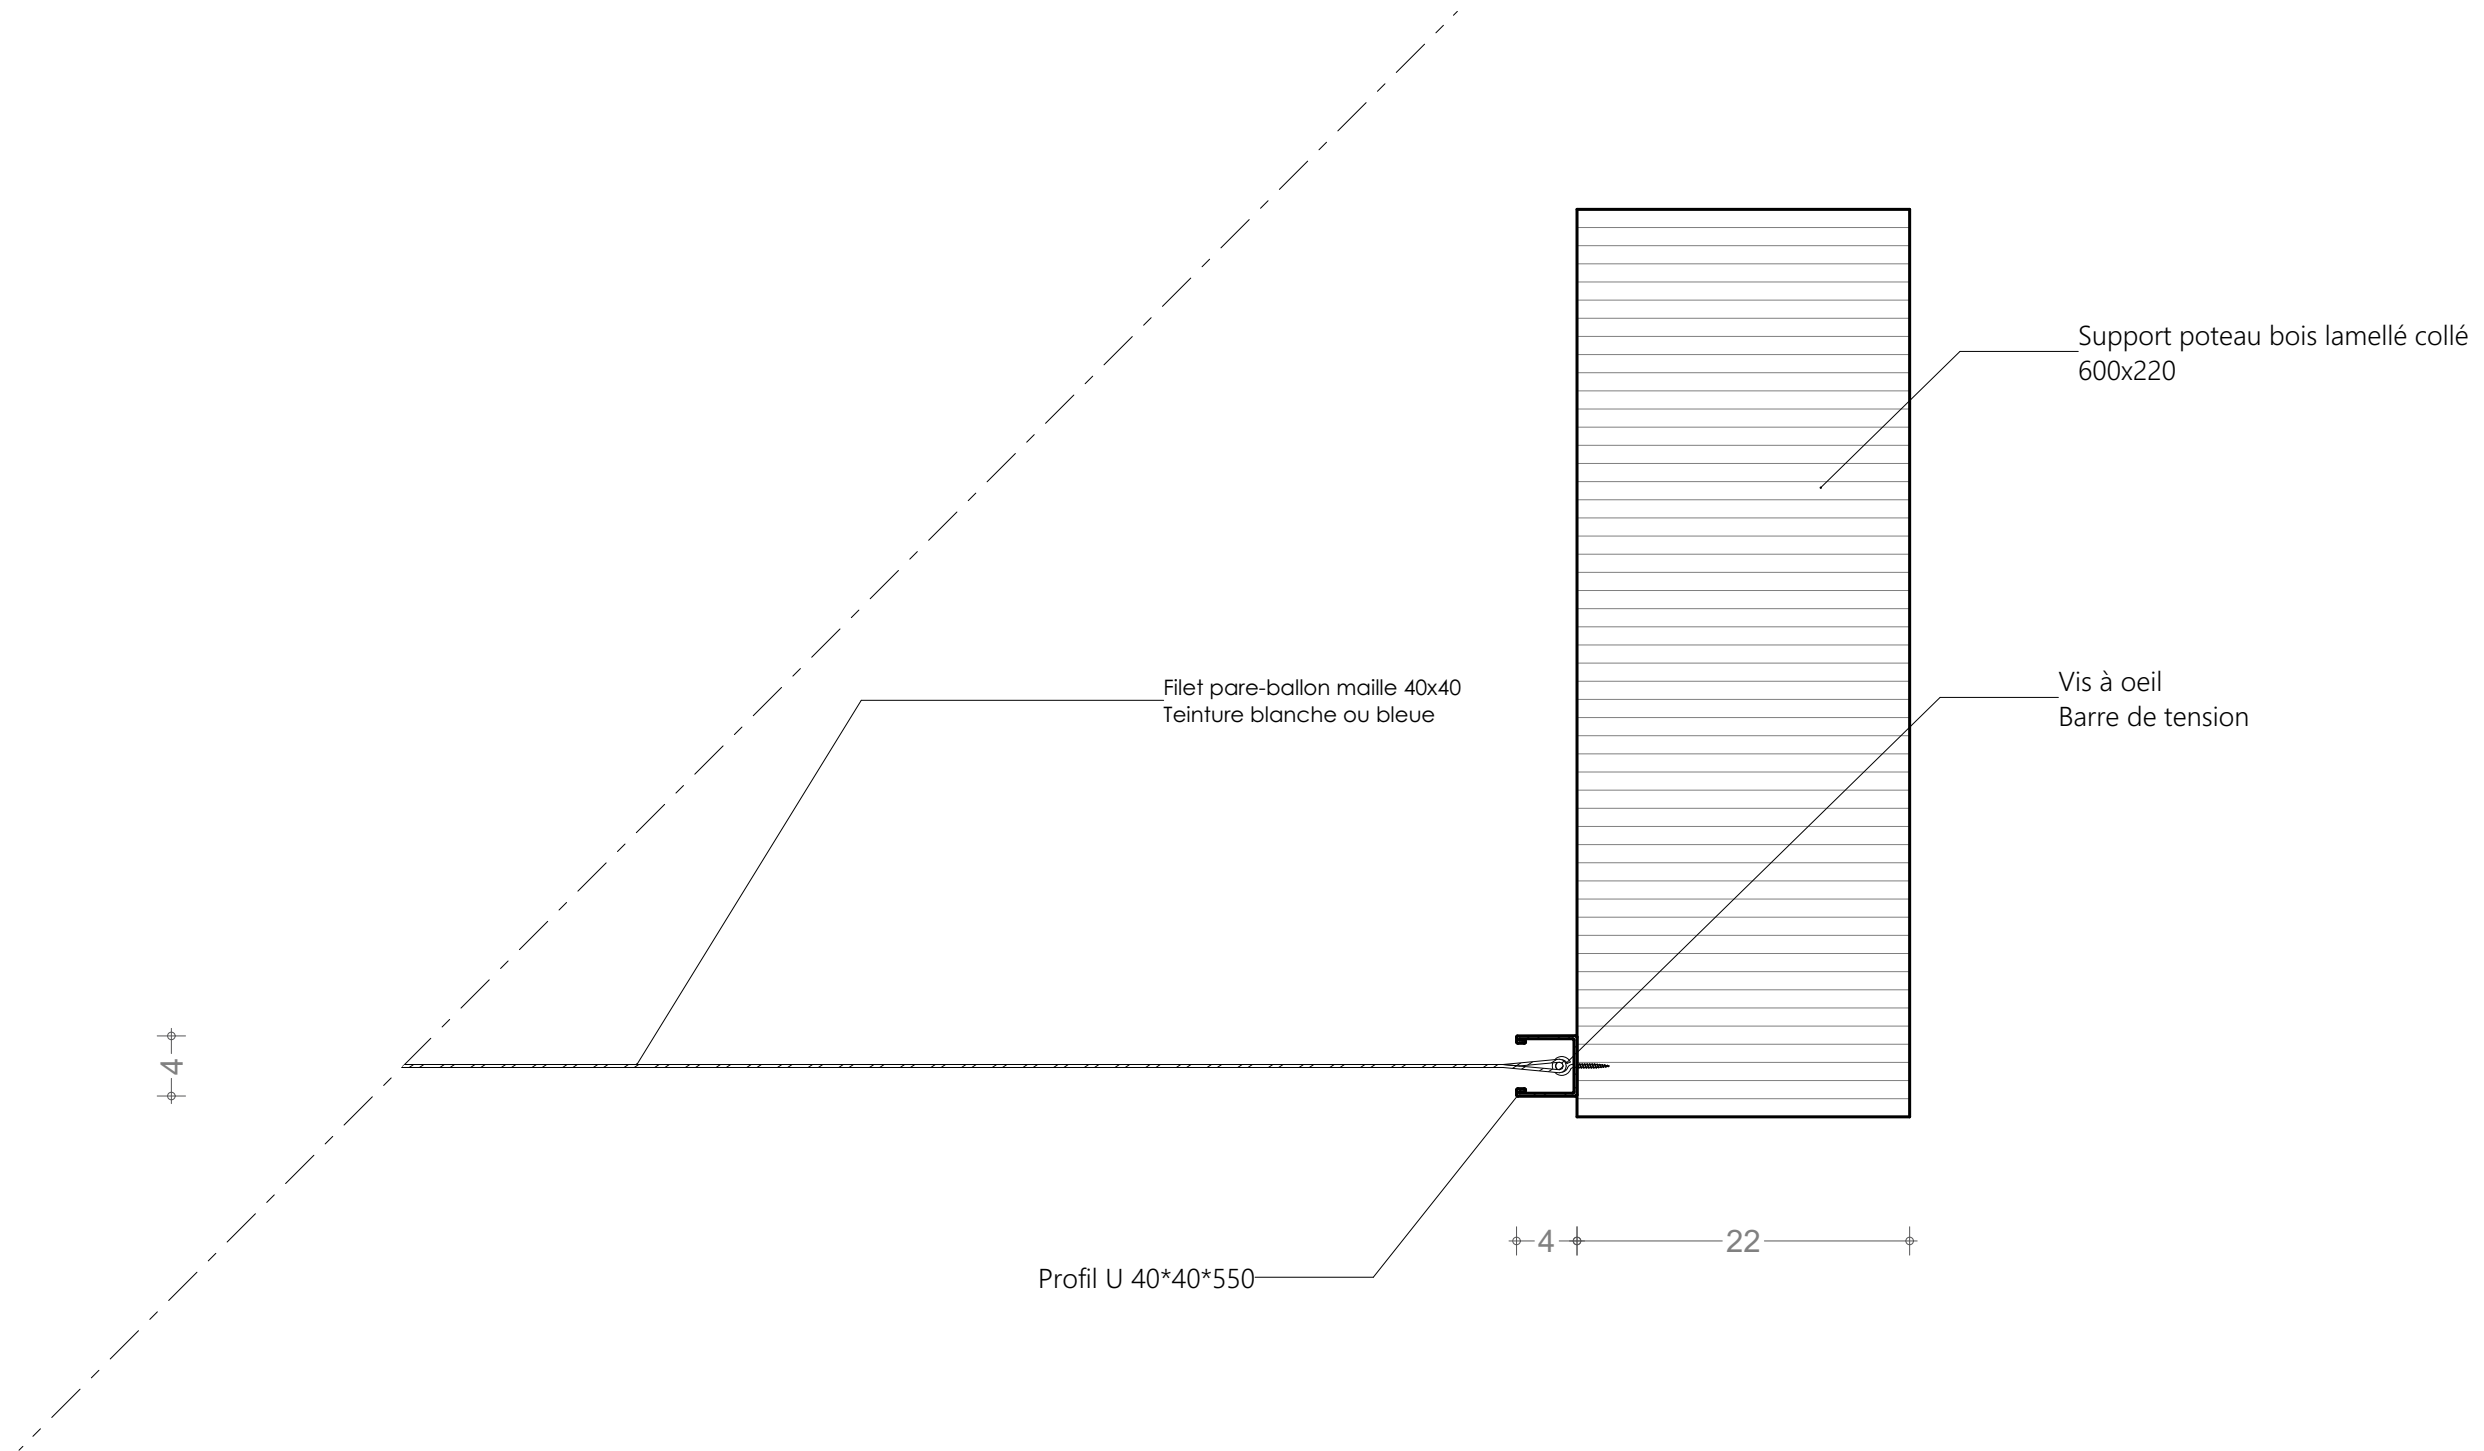 Support poteau bois lamellé collé
600x220
Filet pare-ballon maille 40x40
Teinture blanche ou bleue
Vis à oeil
Barre de tension
4
4
22
Profil U 40*40*550